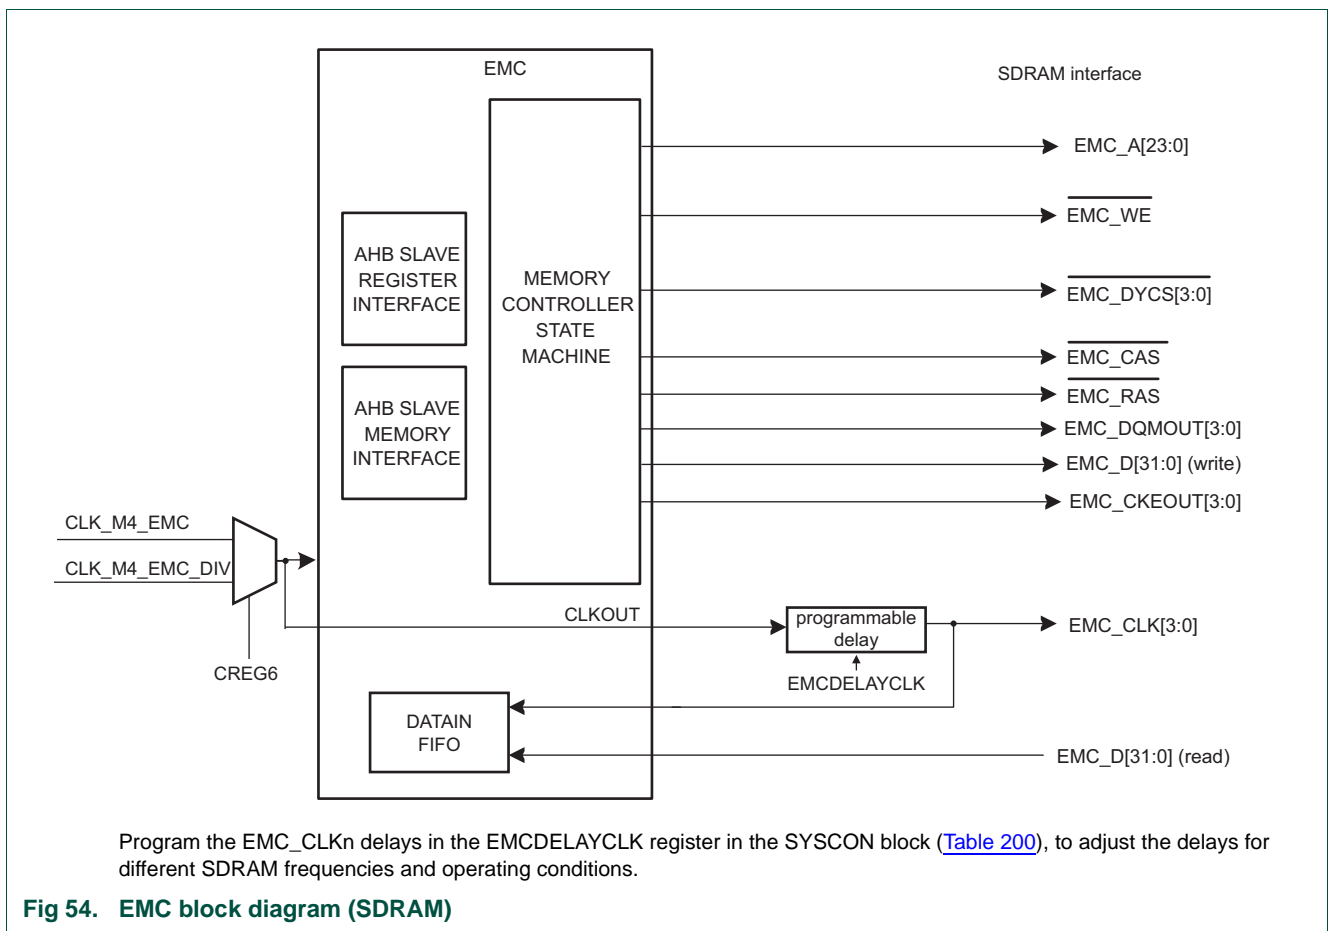 EMC
SDRAM interface
EMC_A[23:0]
EMC_WE
AHB SLAVE
REGISTER
INTERFACE
MEMORY
CONTROLLER
STATE
MACHINE
EMC_DYCS[3:0]
EMC_CAS
EMC_RAS
AHB SLAVE
MEMORY
INTERFACE
EMC_DQMOUT[3:0]
EMC_D[31:0] (write)
EMC_CKEOUT[3:0]
CLK_M4_EMC
CLK_M4_EMC_DIV
CREG6
CLKOUT
programmable
delay
EMC_CLK[3:0]
EMCDELAYCLK
DATAIN
FIFO
EMC_D[31:0] (read)
Program the EMC_CLKn delays in the EMCDELAYCLK register in the SYSCON block (Table 200), to adjust the delays for
different SDRAM frequencies and operating conditions.
Fig 54. EMC block diagram (SDRAM)